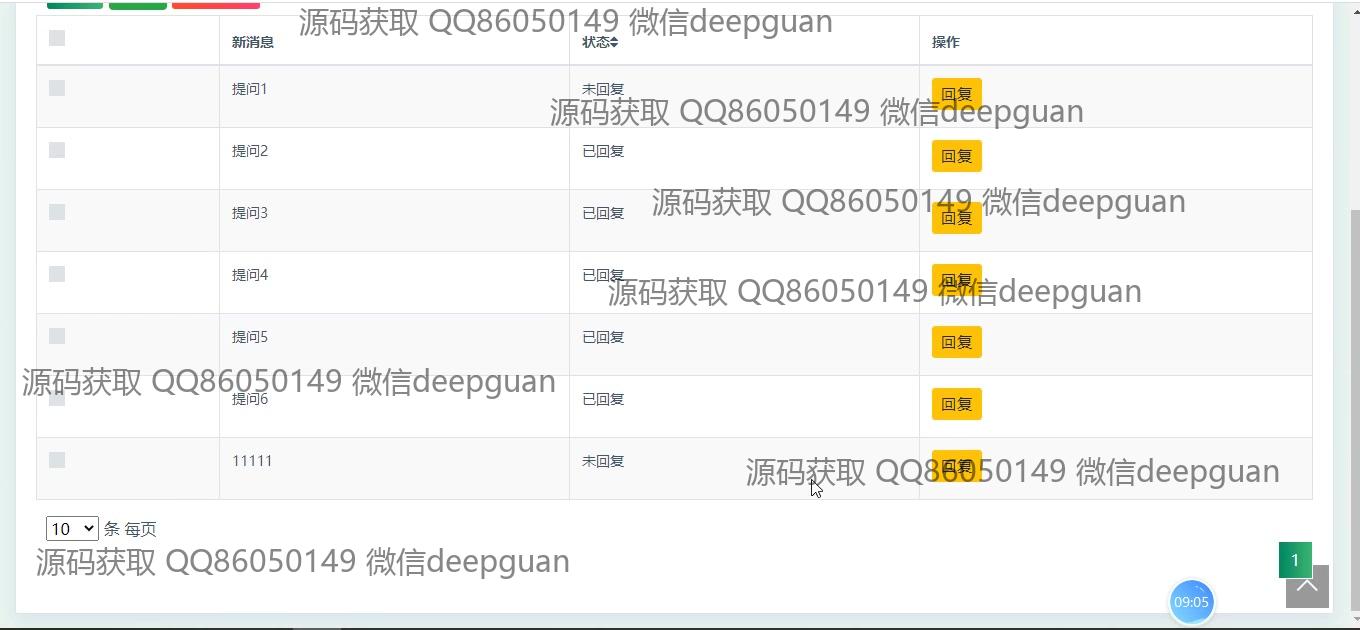 源码获取 QQ86050149 微信deepguan
新消息 状态 操作
提问1 未回复 回复
源码获取 QQ86050149 微信deepguan
提问2 已回复 回复
源码获取 QQ86050149 微信deepguan
提问3 已回复 回复
提问4 已回复 回复
源码获取 QQ86050149 微信deepguan
提问5 已回复 回复
源码获取 QQ86050149 微信deepguan
提问6 已回复 回复
11111 未回复 回复
源码获取 QQ86050149 微信deepguan
10 条 每页
源码获取 QQ86050149 微信deepguan
1
09:05